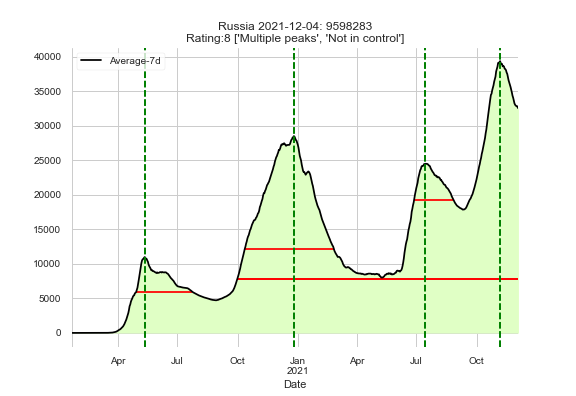 Russia 2021-12-04: 9598283
Rating:8 ['Multiple peaks', 'Not in control']
Average-7d
40000
35000
30000
25000
20000
15000
10000
5000
0
Apr Jul Oct Jan Apr Jul Oct
2021
Date